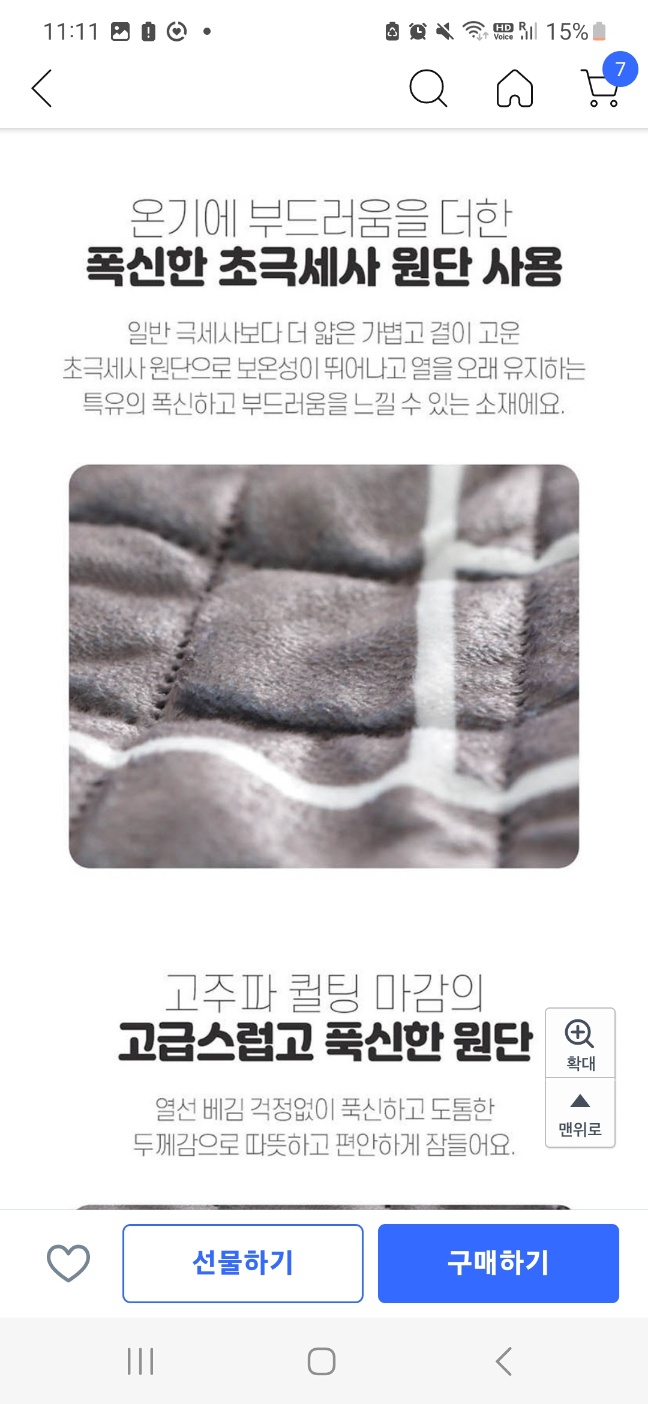 11:11
HD
Voice
R
15%
7
온기에 부드러움을 더한
폭신한 초극세사 원단 사용
일반 극세사보다 더 얇은 가볍고 결이 고운
초극세사 원단으로 보온성이 뛰어나고 열을 오래 유지하는
특유의 폭신하고 부드러움을 느낄 수 있는 소재에요.
고주파 퀼팅 마감의
고급스럽고 푹신한 원단
열선 베김 걱정없이 푹신하고 도톰한
두께감으로 따뜻하고 편안하게 잠들어요.
확대
맨위로
선물하기
구매하기